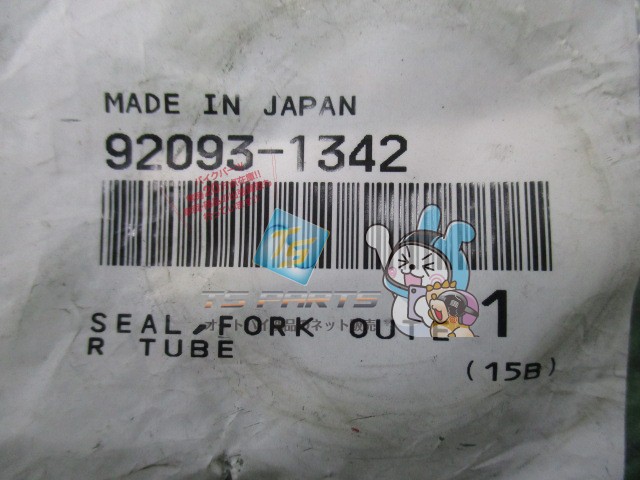 MADE IN JAPAN
92093-1342
TS PARTS
SEAL,FORK OUTE 1
R TUBE
(15B)